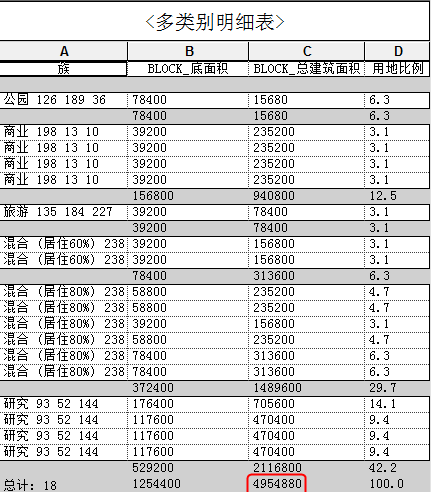 <多类别明细表>
A B C D
族 BLOCK_底面积 BLOCK_总建筑面积 用地比例
公园 126 189 36 78400 15680 6.3
78400 15680 6.3
商业 198 13 10 39200 235200 3.1
商业 198 13 10 39200 235200 3.1
商业 198 13 10 39200 235200 3.1
商业 198 13 10 39200 235200 3.1
156800 940800 12.5
旅游 135 184 227 39200 78400 3.1
39200 78400 3.1
混合 (居住60%) 238 39200 156800 3.1
混合 (居住60%) 238 39200 156800 3.1
78400 313600 6.3
混合 (居住80%) 238 58800 235200 4.7
混合 (居住80%) 238 58800 235200 4.7
混合 (居住80%) 238 39200 156800 3.1
混合 (居住80%) 238 58800 235200 4.7
混合 (居住80%) 238 78400 313600 6.3
混合 (居住80%) 238 78400 313600 6.3
372400 1489600 29.7
研究 93 52 144 176400 705600 14.1
研究 93 52 144 117600 470400 9.4
研究 93 52 144 117600 470400 9.4
研究 93 52 144 117600 470400 9.4
529200 2116800 42.2
总计: 18 1254400 4954880 100.0